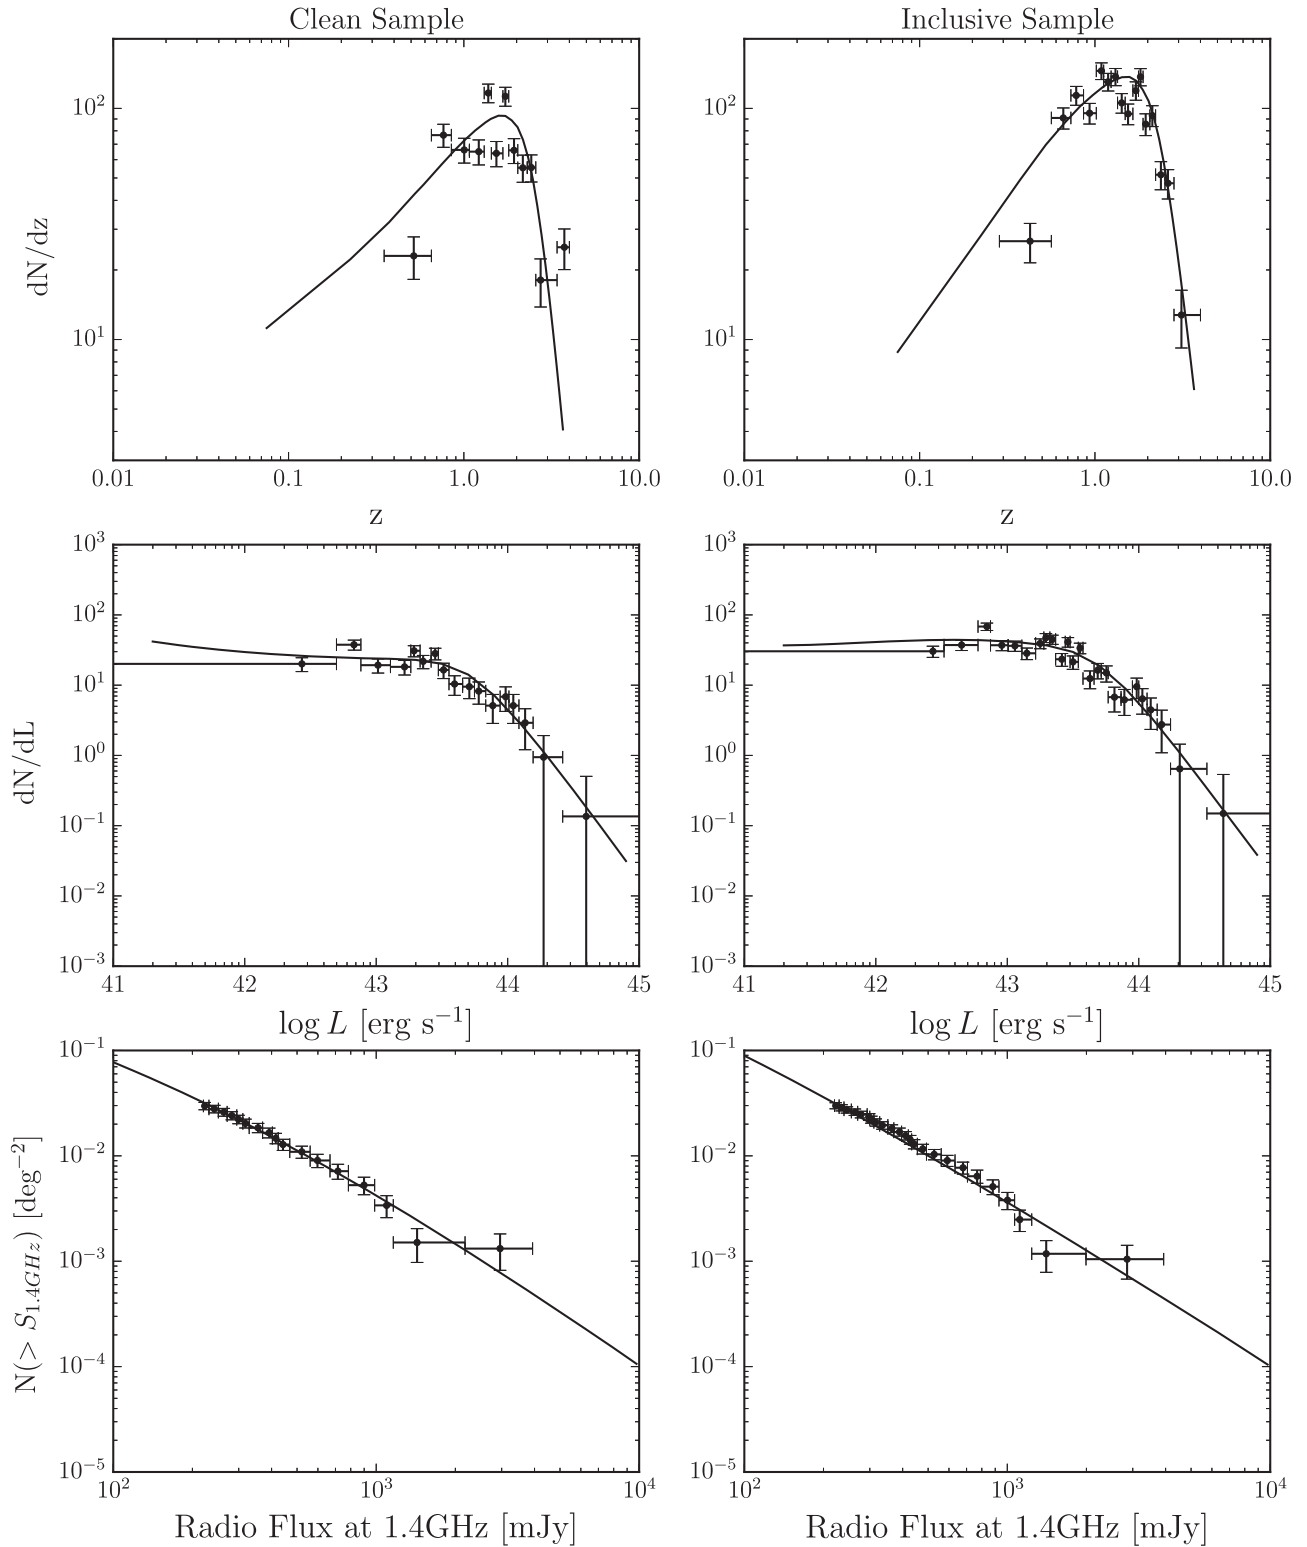 Clean Sample Inclusive Sample
10² 10²
dN/dz
10¹ 10¹
0.01 0.1 1.0 10.0 0.01 0.1 1.0 10.0
z z
10³ 10³
10² 10²
10¹ 10¹
dN/dL
10⁰ 10⁰
10⁻¹ 10⁻¹
10⁻² 10⁻²
10⁻³ 10⁻³
41 42 43 44 45 41 42 43 44 45
log L [erg s⁻¹] log L [erg s⁻¹]
10⁻¹ 10⁻¹
10⁻² 10⁻²
N(> S₁.₄GHz) [deg⁻²]
10⁻³ 10⁻³
10⁻⁴ 10⁻⁴
10⁻⁵ 10⁻⁵
10² 10³ 10⁴ 10² 10³ 10⁴
Radio Flux at 1.4GHz [mJy] Radio Flux at 1.4GHz [mJy]